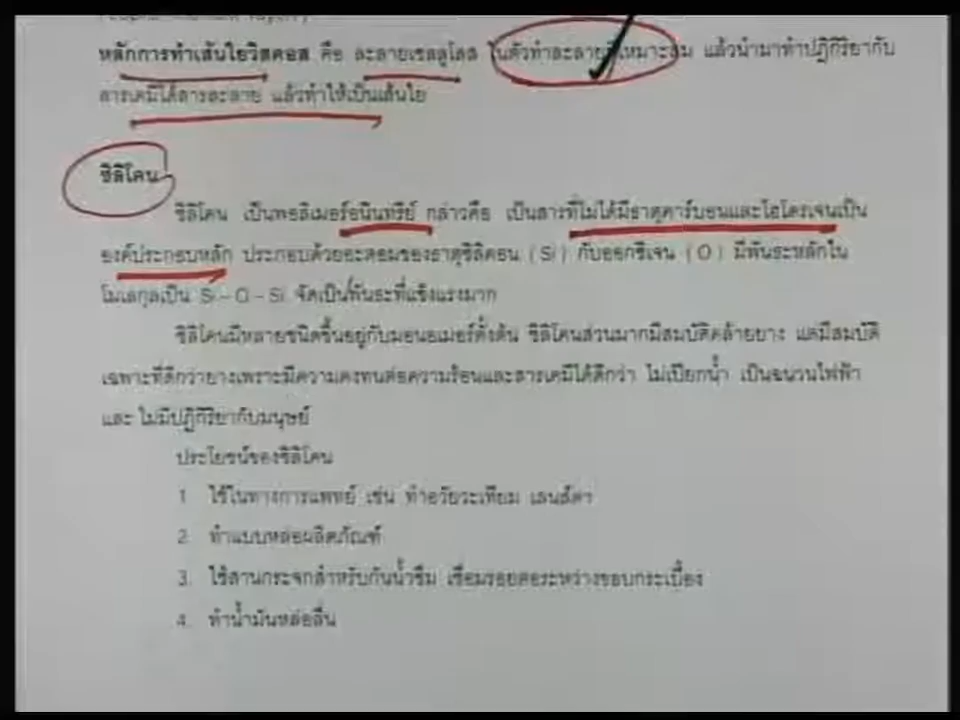 หลักการทำเส้นใยวิสคอส คือ ละลายเซลลูโลส ในตัวทำละลายที่เหมาะสม แล้วนำมาทำปฏิกิริยากับ
สารเคมีได้สารละลาย แล้วทำให้เป็นเส้นใย
ซิลิโคน
ซิลิโคน เป็นพอลิเมอร์อนินทรีย์ กล่าวคือ เป็นสารที่ไม่ได้มีธาตุคาร์บอนและไฮโดรเจนเป็น
องค์ประกอบหลัก ประกอบด้วยอะตอมของธาตุซิลิคอน (Si) กับออกซิเจน (O) มีพันธะหลักใน
โมเลกุลเป็น Si – O – Si จัดเป็นพันธะที่แข็งแรงมาก
ซิลิโคนมีหลายชนิดขึ้นอยู่กับมอนอเมอร์ตั้งต้น ซิลิโคนส่วนมากมีสมบัติคล้ายยาง แต่มีสมบัติ
เฉพาะที่ดีกว่ายางเพราะมีความคงทนต่อความร้อนและสารเคมีได้ดีกว่า ไม่เปียกน้ำ เป็นฉนวนไฟฟ้า
และ ไม่มีปฏิกิริยากับมนุษย์
ประโยชน์ของซิลิโคน
1. ใช้ในทางการแพทย์ เช่น ทำอวัยวะเทียม เลนส์ตา
2. ทำแบบหล่อผลิตภัณฑ์
3. ใช้ลานกระจกสำหรับกันน้ำซึม เชื่อมรอยต่อระหว่างขอบกระเบื้อง
4. ทำน้ำมันหล่อลื่น